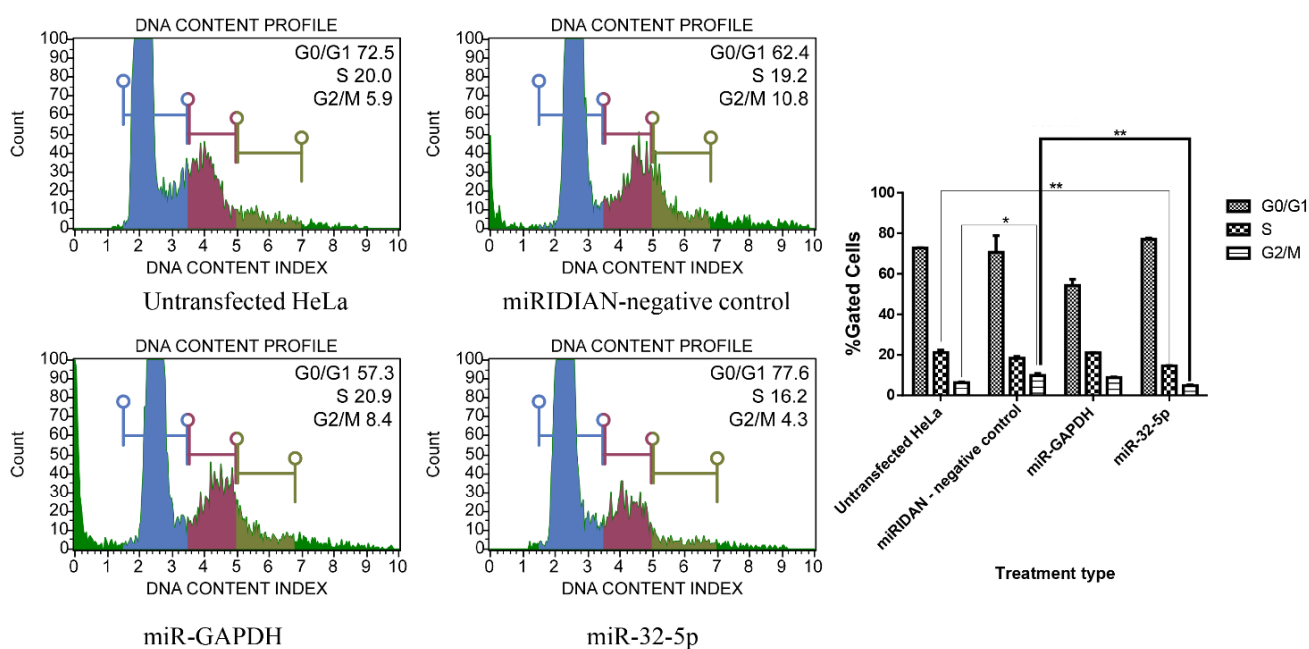 DNA CONTENT PROFILE
100
90
80
70
60
50
40
30
20
10
0
Count
G0/G1 72.5
S 20.0
G2/M 5.9
0 1 2 3 4 5 6 7 8 9 10
DNA CONTENT INDEX
Untransfected HeLa
DNA CONTENT PROFILE
100
90
80
70
60
50
40
30
20
10
0
Count
G0/G1 62.4
S 19.2
G2/M 10.8
0 1 2 3 4 5 6 7 8 9 10
DNA CONTENT INDEX
miRIDIAN-negative control
DNA CONTENT PROFILE
100
90
80
70
60
50
40
30
20
10
0
Count
G0/G1 57.3
S 20.9
G2/M 8.4
0 1 2 3 4 5 6 7 8 9 10
DNA CONTENT INDEX
miR-GAPDH
DNA CONTENT PROFILE
100
90
80
70
60
50
40
30
20
10
0
Count
G0/G1 77.6
S 16.2
G2/M 4.3
0 1 2 3 4 5 6 7 8 9 10
DNA CONTENT INDEX
miR-32-5p
**
**
*
100
80
60
40
20
0
%Gated Cells
G0/G1
S
G2/M
Untransfected HeLa
miRIDAN - negative control
miR-GAPDH
miR-32-5p
Treatment type